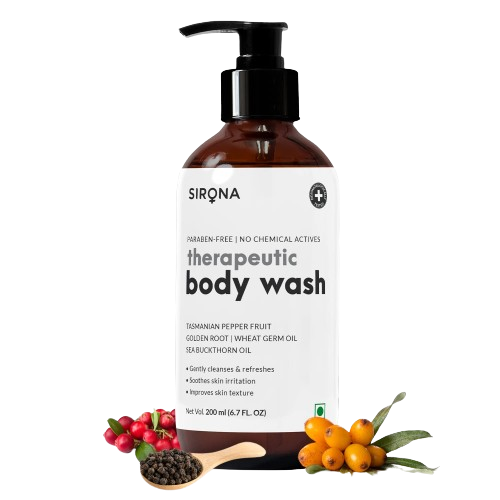 SIRONA
PARABEN-FREE | NO CHEMICAL ACTIVES
therapeutic
body wash
TASMANIAN PEPPER FRUIT
GOLDEN ROOT | WHEAT GERM OIL
SEA BUCKTHORN OIL
• Gently cleanses & refreshes
• Soothes skin irritation
• Improves skin texture
Net Vol. 200 ml (6.7 FL. OZ)